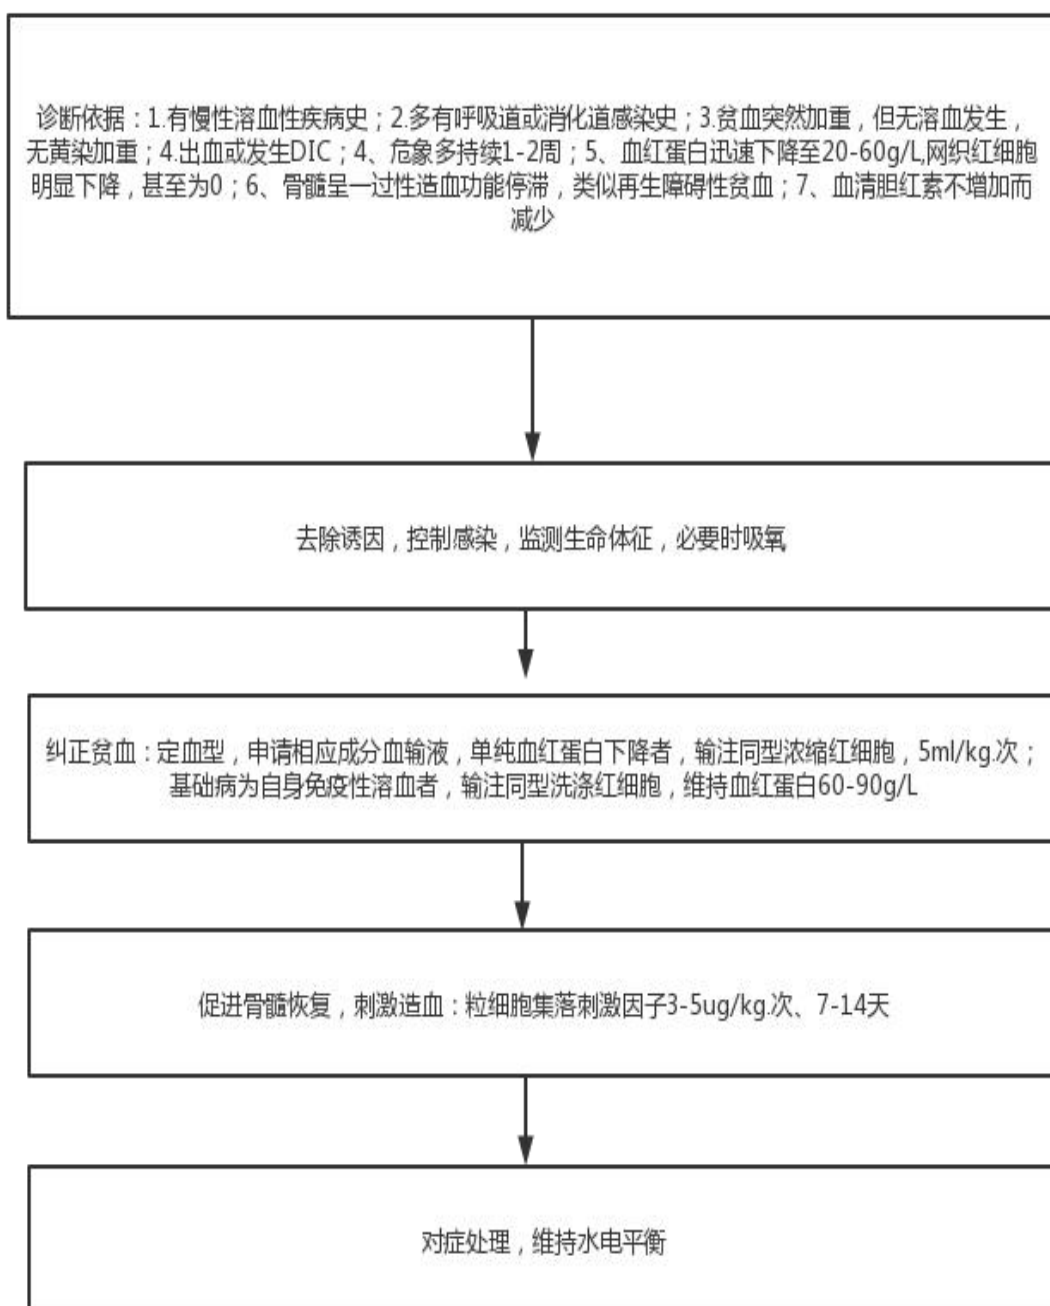 诊断依据：1.有慢性溶血性疾病史；2.多有呼吸道或消化道感染史；3.贫血突然加重，但无溶血发生，
无黄染加重；4.出血或发生DIC；4、危象多持续1-2周；5、血红蛋白迅速下降至20-60g/L,网织红细胞
明显下降，甚至为0；6、骨髓呈一过性造血功能停滞，类似再生障碍性贫血；7、血清胆红素不增加而
减少
去除诱因，控制感染，监测生命体征，必要时吸氧
纠正贫血：定血型，申请相应成分血输液，单纯血红蛋白下降者，输注同型浓缩红细胞，5ml/kg.次；
基础病为自身免疫性溶血者，输注同型洗涤红细胞，维持血红蛋白60-90g/L
促进骨髓恢复，刺激造血：粒细胞集落刺激因子3-5ug/kg.次、7-14天
对症处理，维持水电平衡